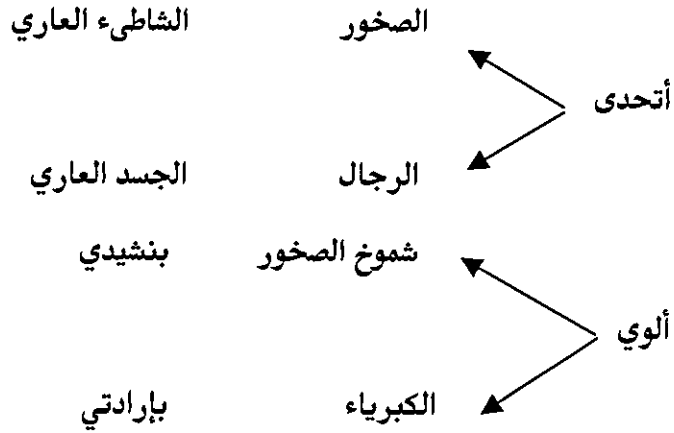 الصخور الشاطىء العاري
أتحدى
الرجال الجسد العاري
شموخ الصخور بنشيدي
ألوي
الكبرياء بإرادتي